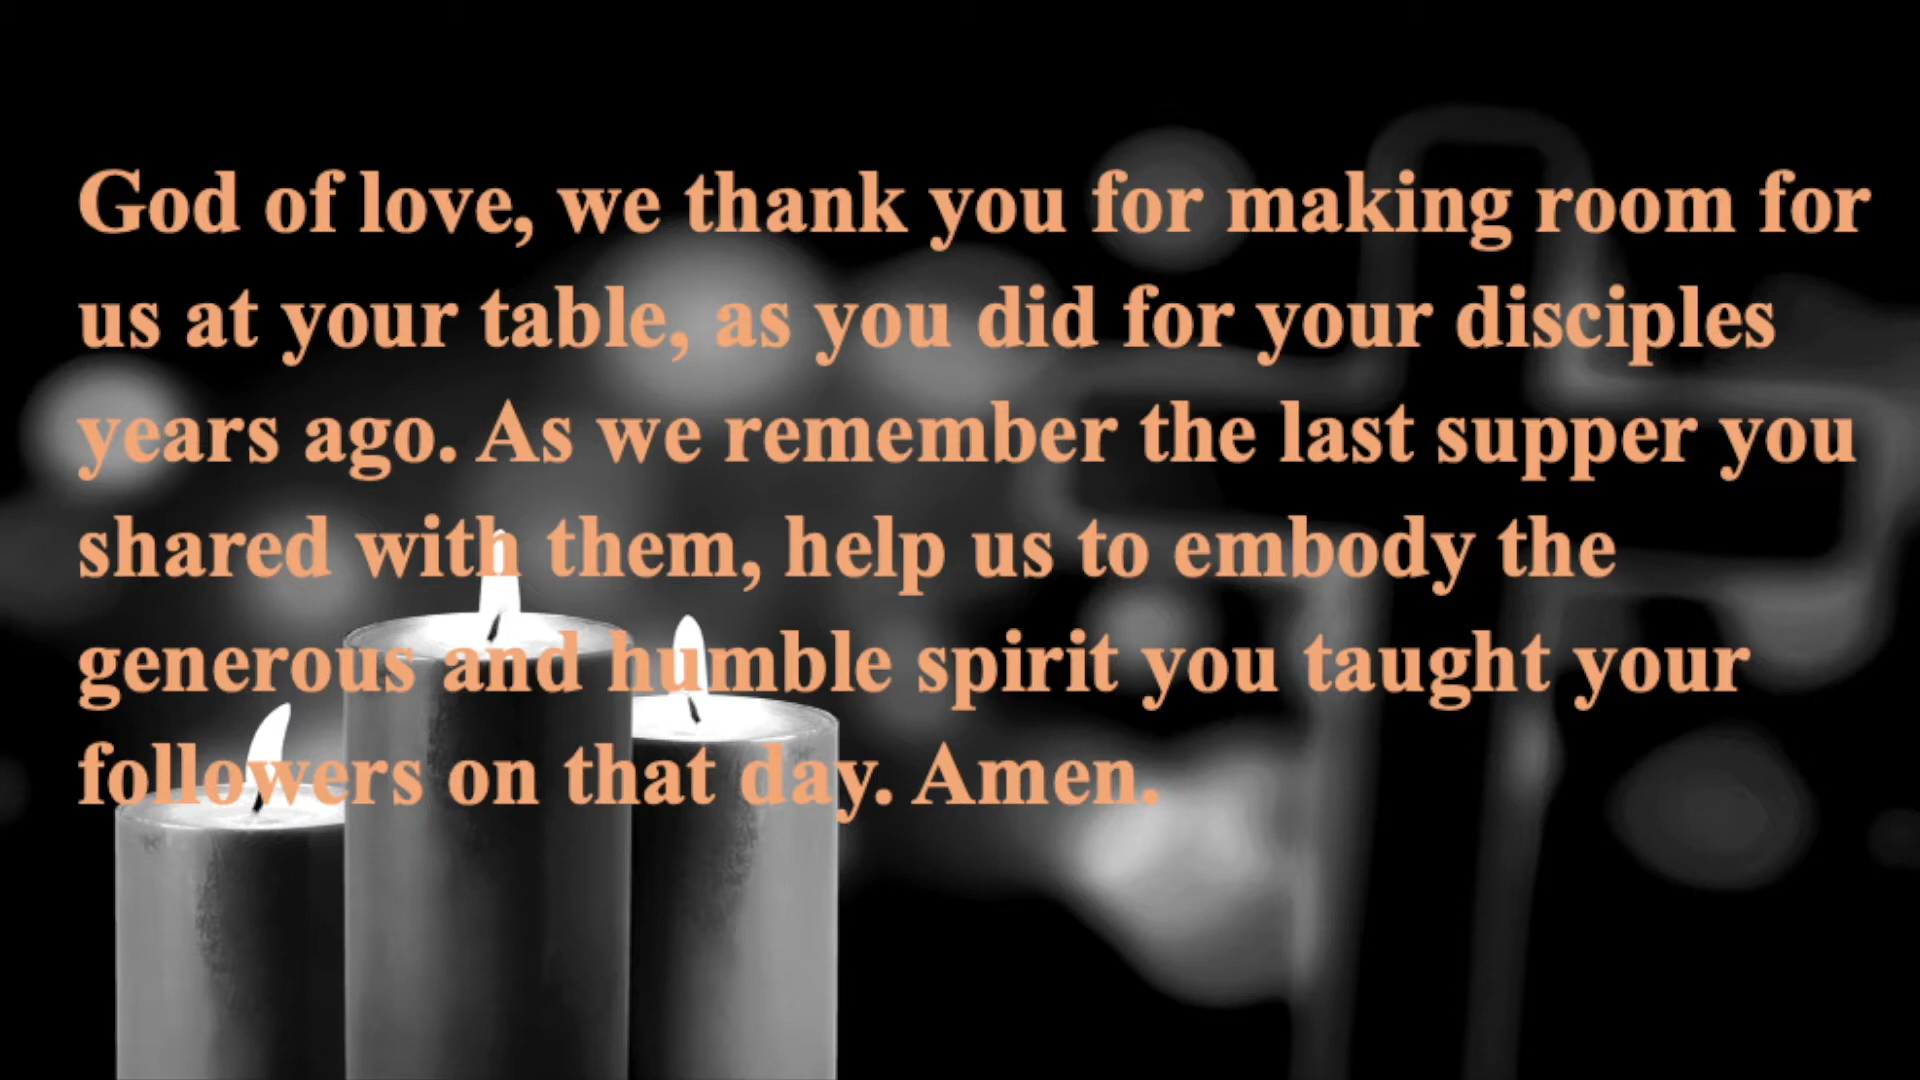 God of love, we thank you for making room for
us at your table, as you did for your disciples
years ago. As we remember the last supper you
shared with them, help us to embody the
generous and humble spirit you taught your
followers on that day. Amen.